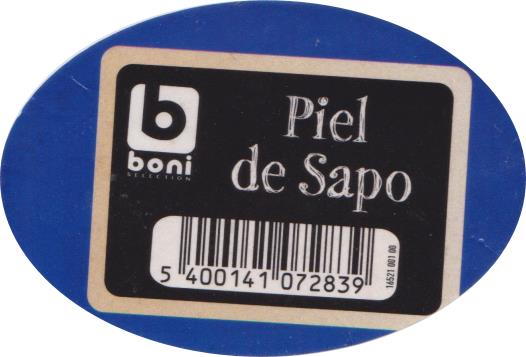 boni
SELECTION
Piel
de Sapo
5 400141 072839
16521 001 00